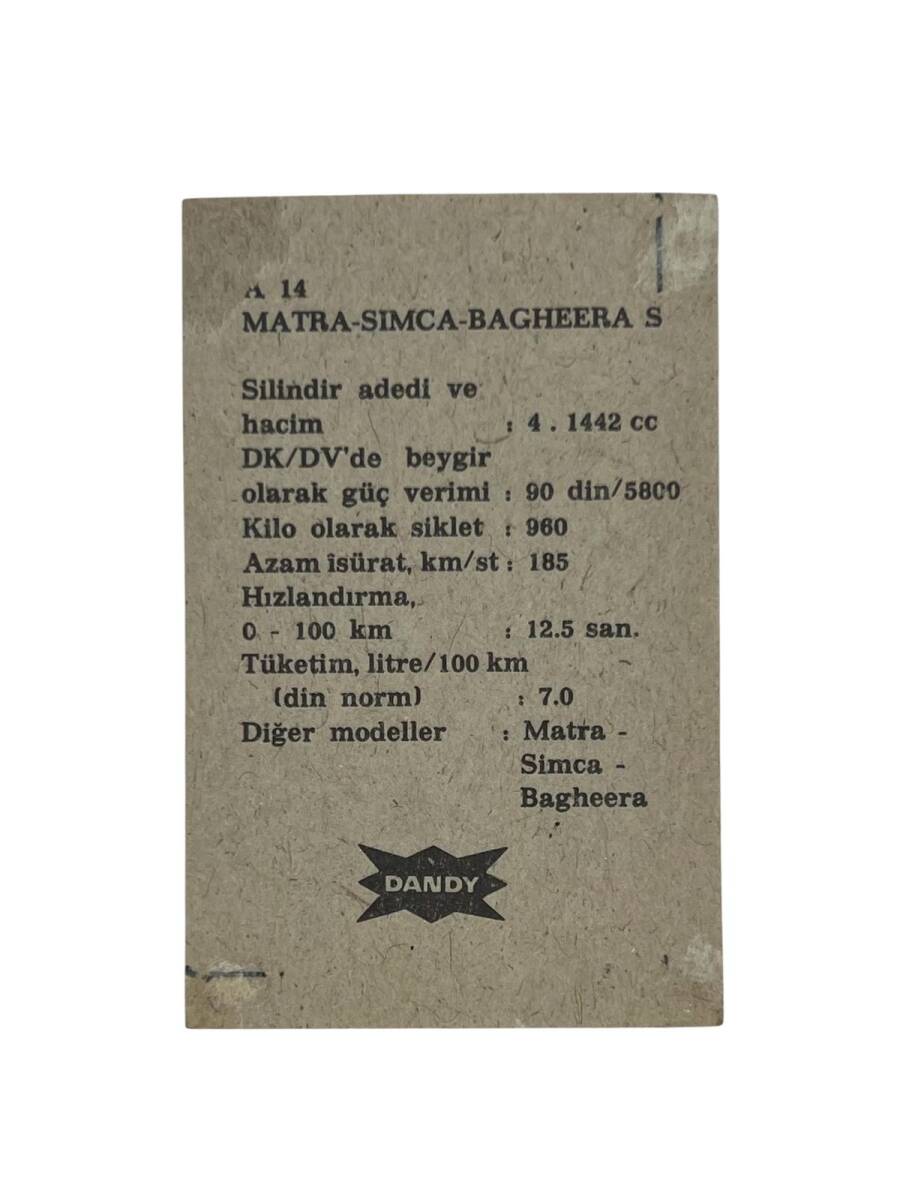 A 14
MATRA-SIMCA-BAGHEERA S
Silindir adedi ve
hacim : 4 . 1442 cc
DK/DV'de beygir
olarak güç verimi : 90 din/5800
Kilo olarak siklet : 960
Azam isürat, km/st : 185
Hızlandırma,
0 - 100 km : 12.5 san.
Tüketim, litre/100 km
(din norm) : 7.0
Diğer modeller : Matra -
Simca -
Bagheera
DANDY